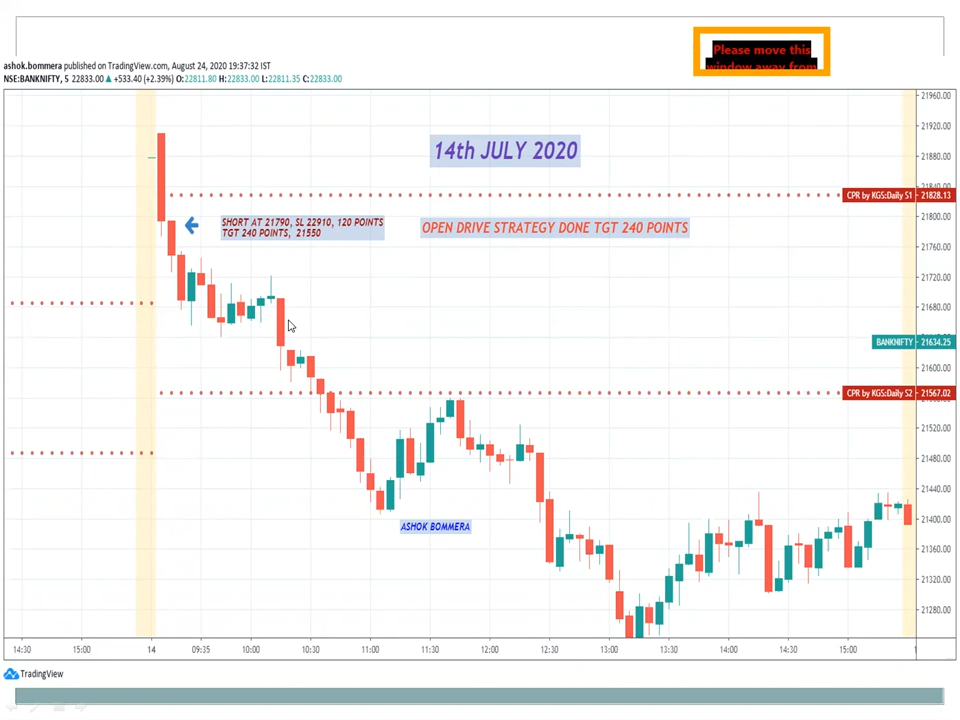 Please move this
window away from
ashok.bommera published on TradingView.com, August 24, 2020 19:37:32 IST
NSE:BANKNIFTY, 5 22833.00 ▲ +533.40 (+2.39%) O:22811.80 H:22833.00 L:22811.35 C:22833.00
14th JULY 2020
SHORT AT 21790, SL 22910, 120 POINTS
TGT 240 POINTS, 21550
OPEN DRIVE STRATEGY DONE TGT 240 POINTS
ASHOK BOMMERA
21960.00
21920.00
21880.00
21840.00
CPR by KGS:Daily S1 21828.13
21800.00
21760.00
21720.00
21680.00
BANKNIFTY 21634.25
21600.00
CPR by KGS:Daily S2 21567.02
21520.00
21480.00
21440.00
21400.00
21360.00
21320.00
21280.00
14:30 15:00 14 09:35 10:00 10:30 11:00 11:30 12:00 12:30 13:00 13:30 14:00 14:30 15:00 1
TradingView